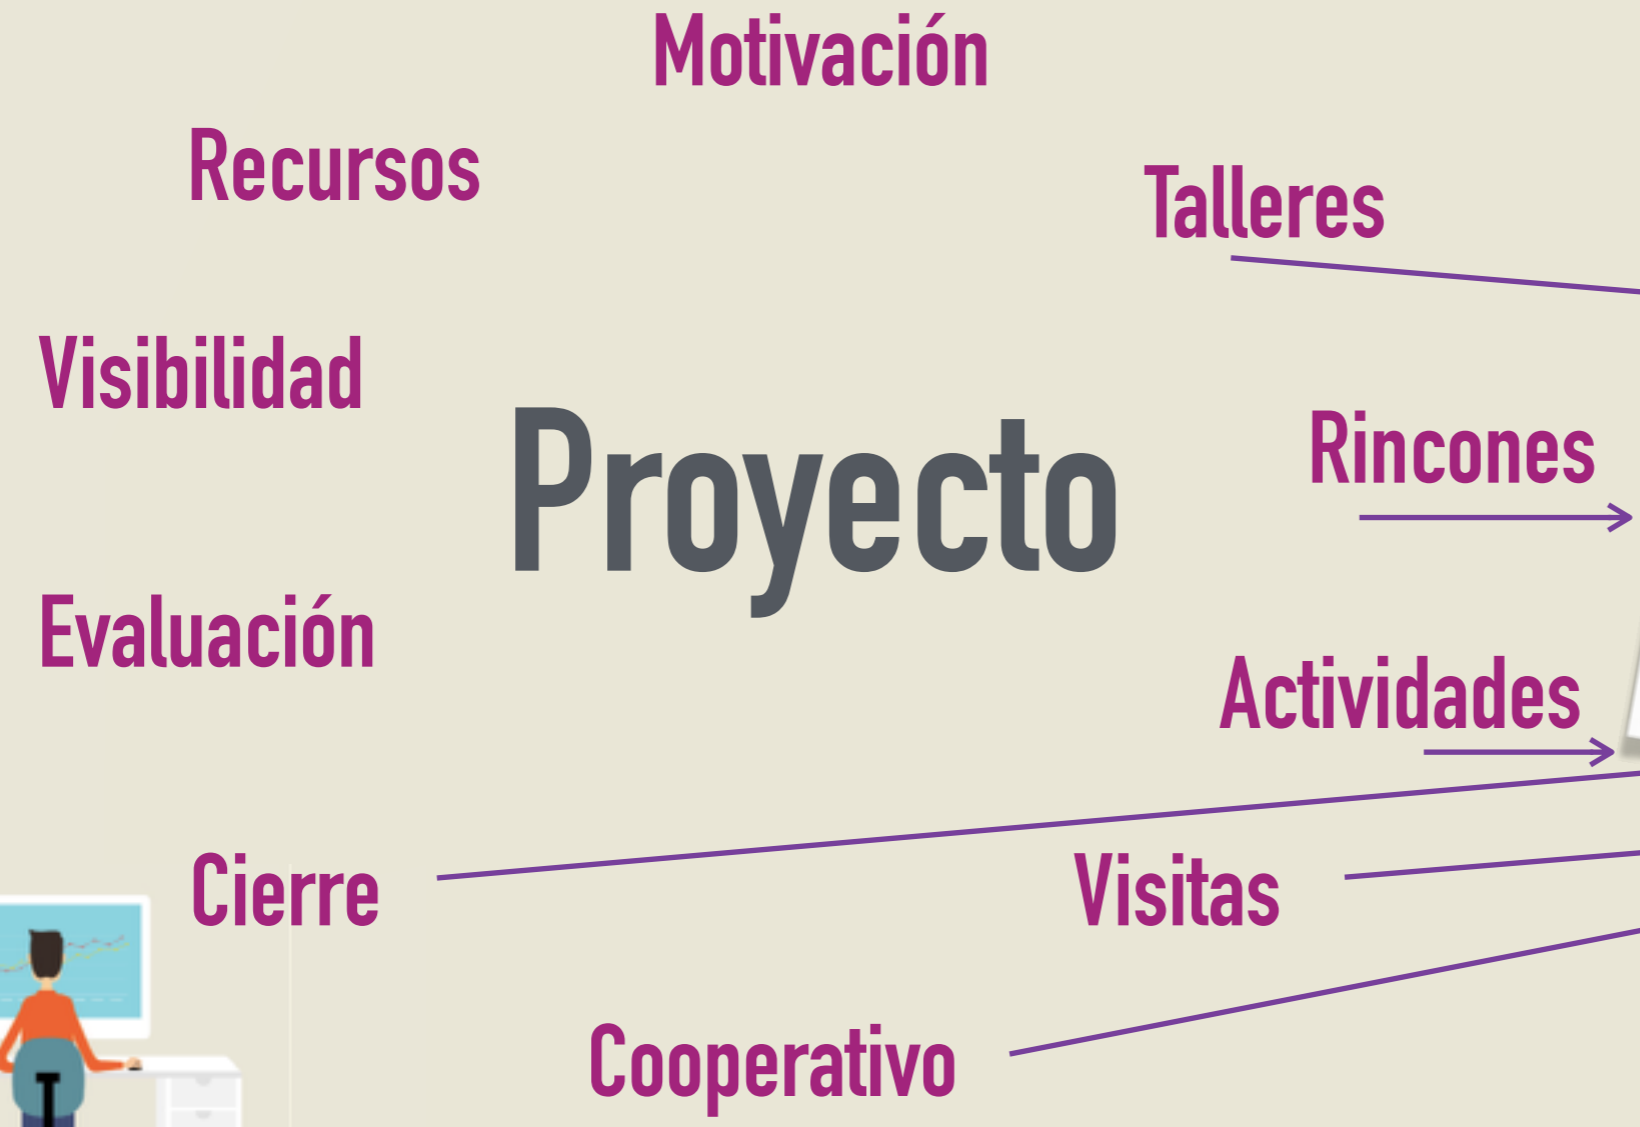 Motivación
Recursos
Talleres
Visibilidad
Proyecto
Rincones
Evaluación
Actividades
Cierre
Visitas
Cooperativo